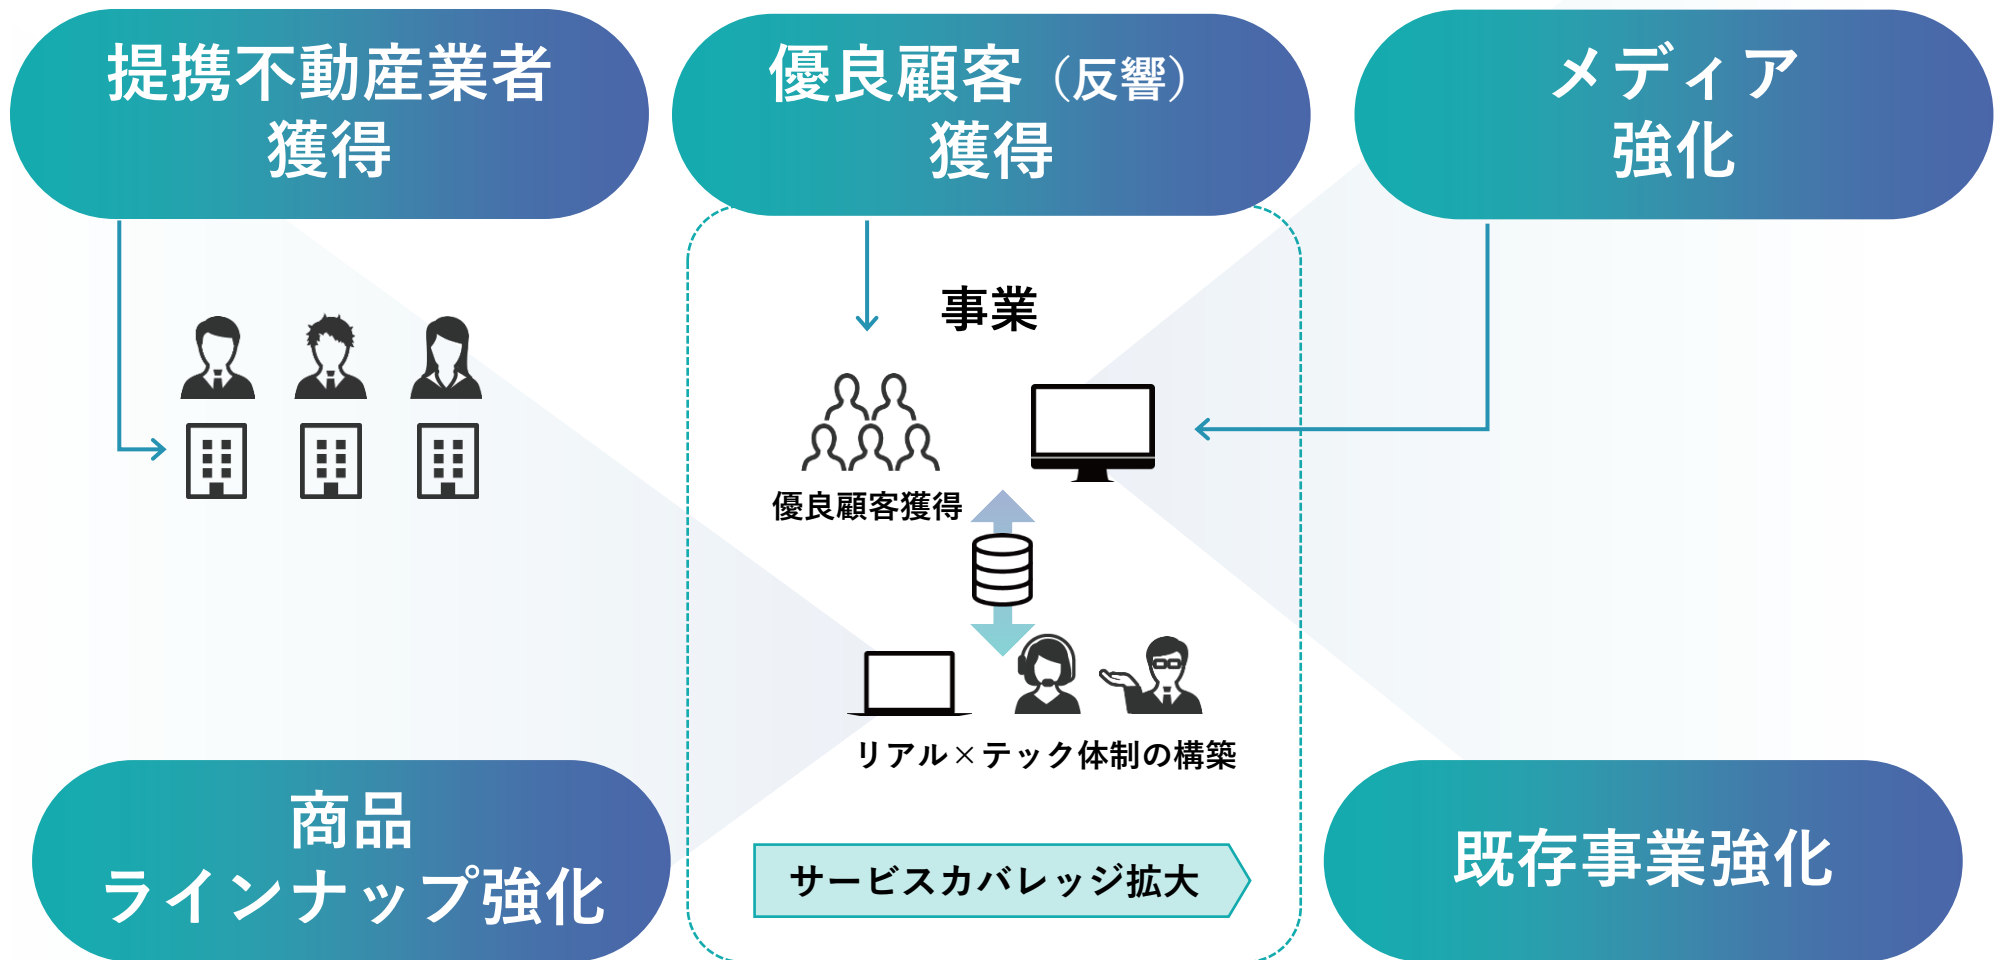 提携不動産業者
獲得
優良顧客（反響）
獲得
メディア
強化
事業
優良顧客獲得
リアル×テック体制の構築
サービスカバレッジ拡大
商品
ラインナップ強化
既存事業強化